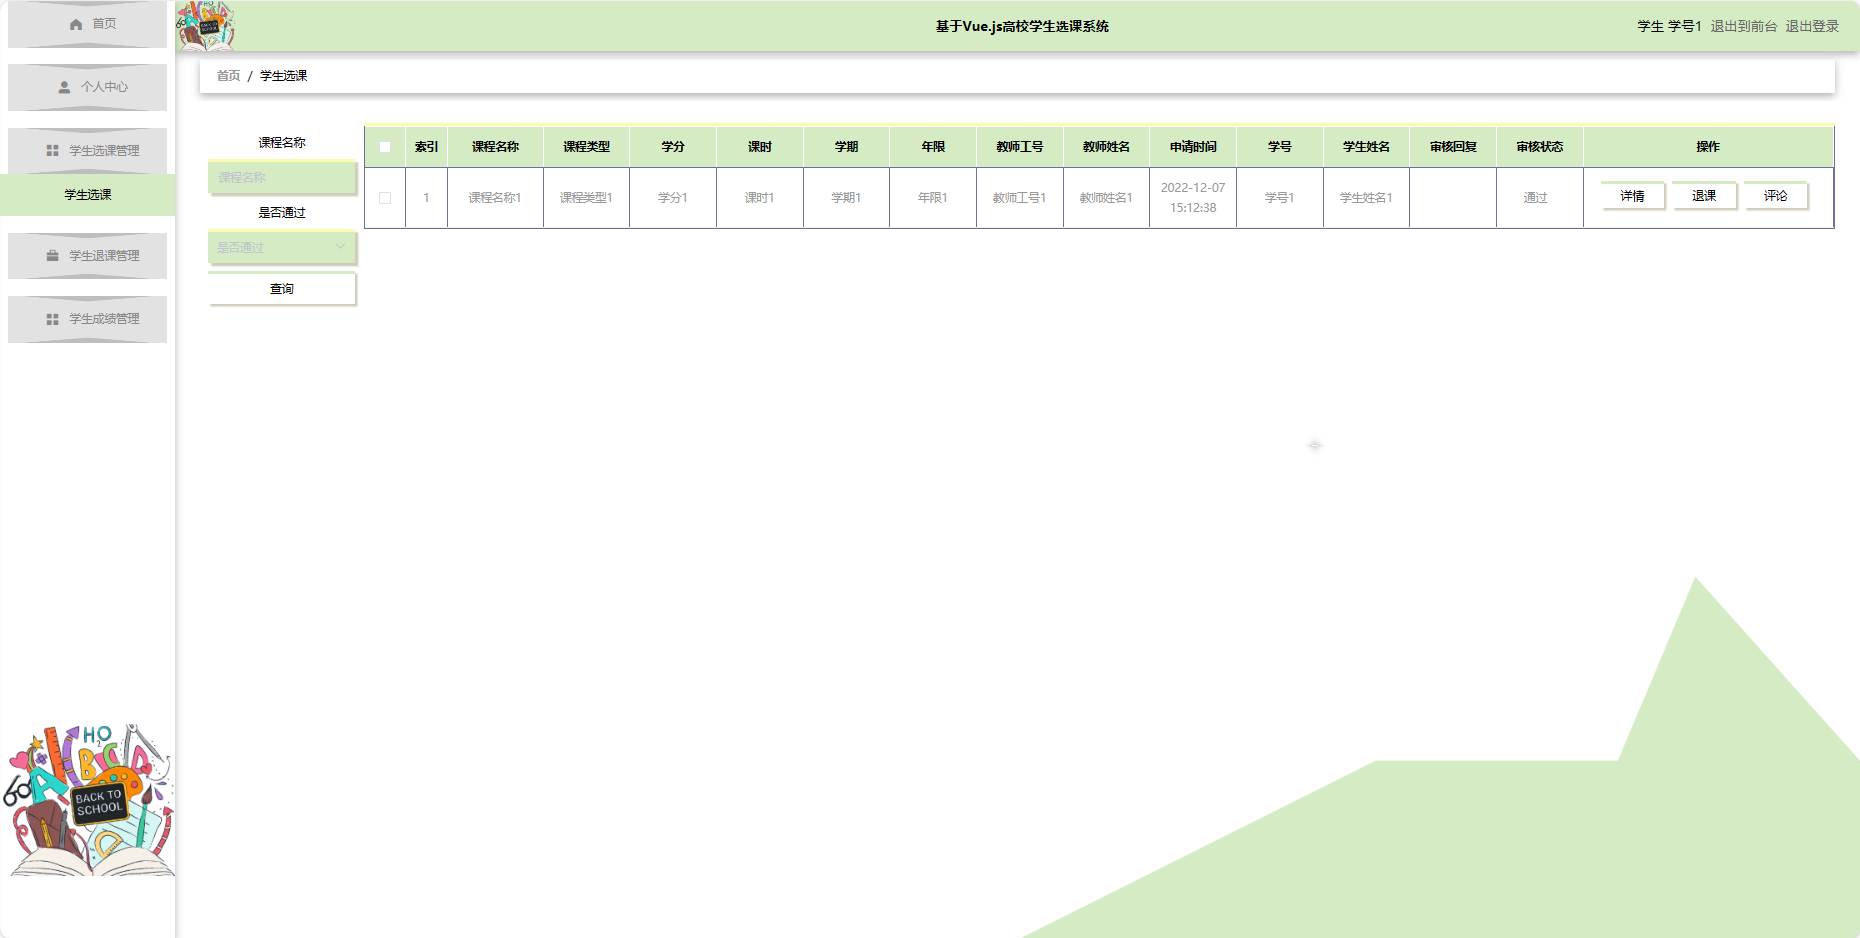 首页
个人中心
学生选课管理
学生选课
学生退课管理
学生成绩管理
H2O
ABCD
BACK TO
SCHOOL
BACK TO
SCHOOL
基于Vue.js高校学生选课系统
学生 学号1 退出到前台 退出登录
首页 / 学生选课
课程名称
课程名称
是否通过
是否通过
查询
索引 课程名称 课程类型 学分 课时 学期 年限 教师工号 教师姓名 申请时间 学号 学生姓名 审核回复 审核状态 操作
1 课程名称1 课程类型1 学分1 课时1 学期1 年限1 教师工号1 教师姓名1 2022-12-07 15:12:38 学号1 学生姓名1 通过 详情 退课 评论